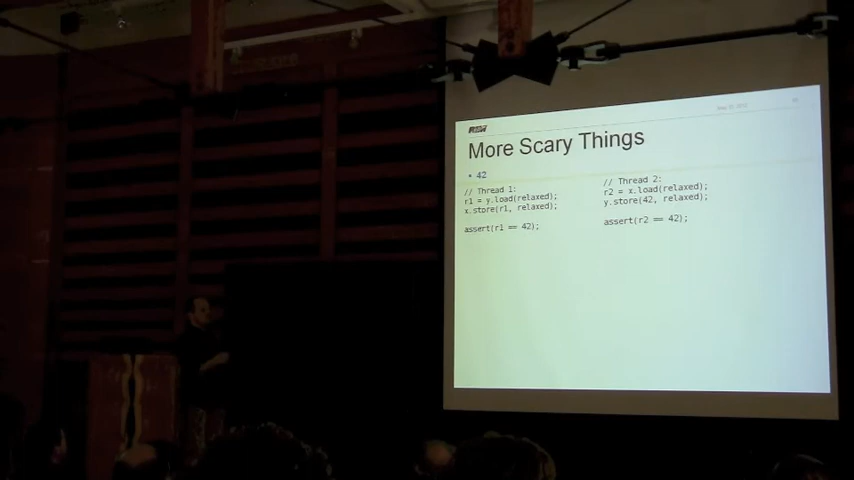 RIM
More Scary Things
• 42
// Thread 1:
r1 = y.load(relaxed);
x.store(r1, relaxed);
assert(r1 == 42);
// Thread 2:
r2 = x.load(relaxed);
y.store(42, relaxed);
assert(r2 == 42);